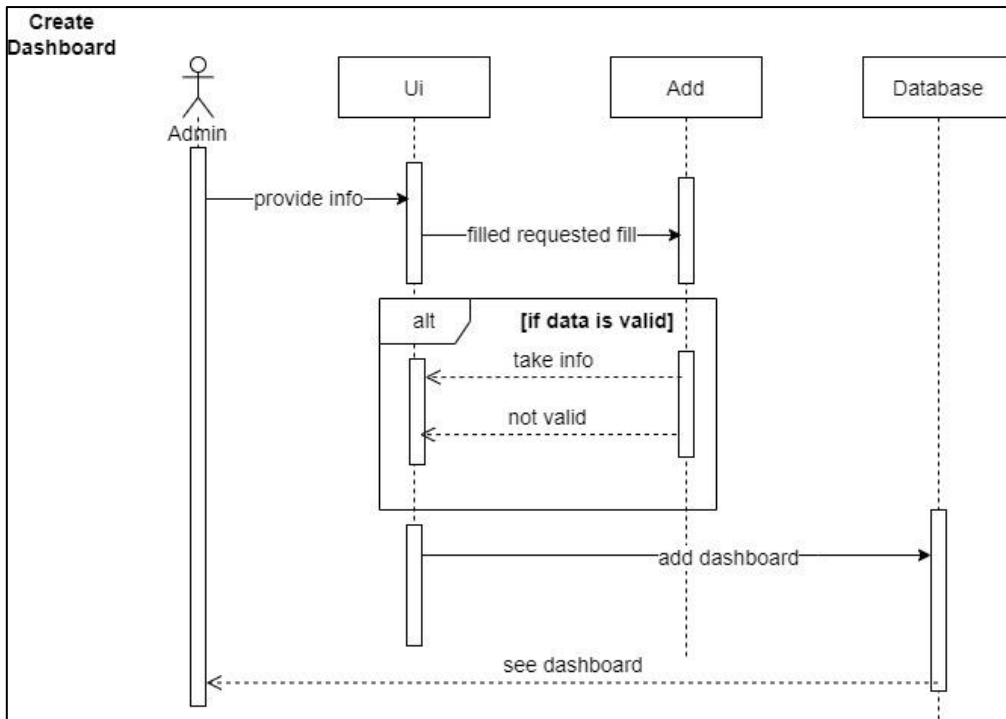 Create
Dashboard
Ui
Add
Database
Admin
provide info
filled requested fill
alt
[if data is valid]
take info
not valid
add dashboard
see dashboard